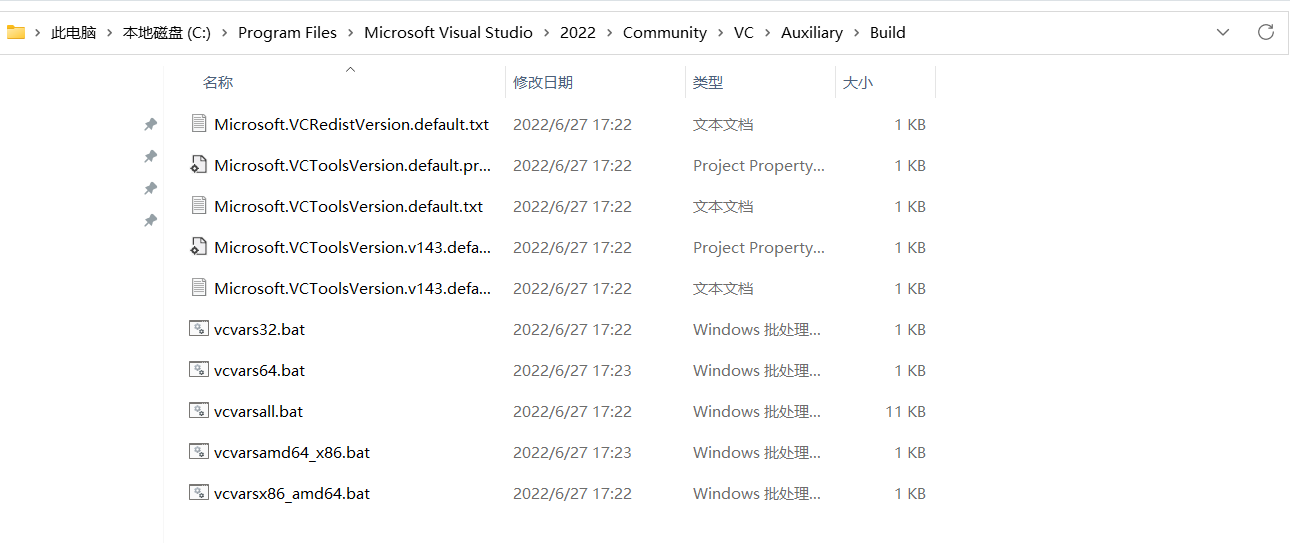 此电脑 › 本地磁盘 (C:) › Program Files › Microsoft Visual Studio › 2022 › Community › VC › Auxiliary › Build
名称 修改日期 类型 大小
Microsoft.VCRedistVersion.default.txt 2022/6/27 17:22 文本文档 1 KB
Microsoft.VCToolsVersion.default.pr... 2022/6/27 17:22 Project Property... 1 KB
Microsoft.VCToolsVersion.default.txt 2022/6/27 17:22 文本文档 1 KB
Microsoft.VCToolsVersion.v143.defa... 2022/6/27 17:22 Project Property... 1 KB
Microsoft.VCToolsVersion.v143.defa... 2022/6/27 17:22 文本文档 1 KB
vcvars32.bat 2022/6/27 17:22 Windows 批处理... 1 KB
vcvars64.bat 2022/6/27 17:23 Windows 批处理... 1 KB
vcvarsall.bat 2022/6/27 17:22 Windows 批处理... 11 KB
vcvarsamd64_x86.bat 2022/6/27 17:23 Windows 批处理... 1 KB
vcvarsx86_amd64.bat 2022/6/27 17:22 Windows 批处理... 1 KB